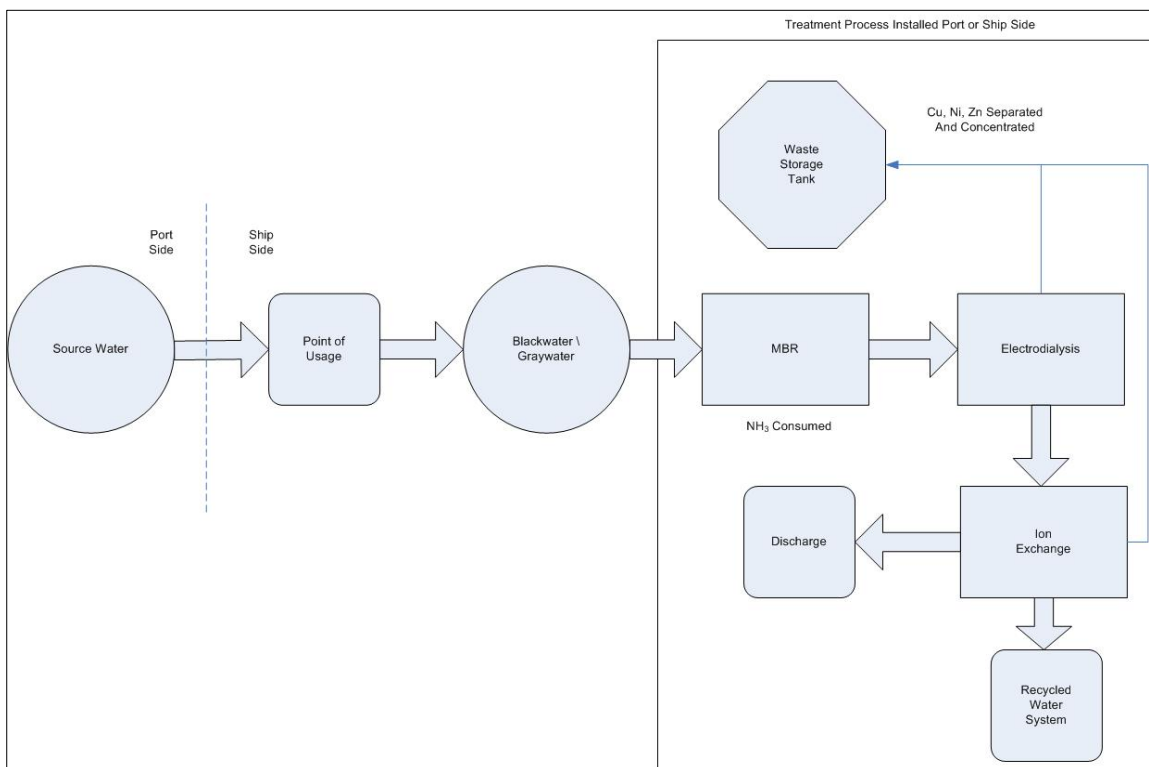 Treatment Process Installed Port or Ship Side
Cu, Ni, Zn Separated
And Concentrated
Waste
Storage
Tank
Port
Side
Ship
Side
Source Water
Point of
Usage
Blackwater \
Graywater
MBR
Electrodialysis
NH₃ Consumed
Discharge
Ion
Exchange
Recycled
Water
System